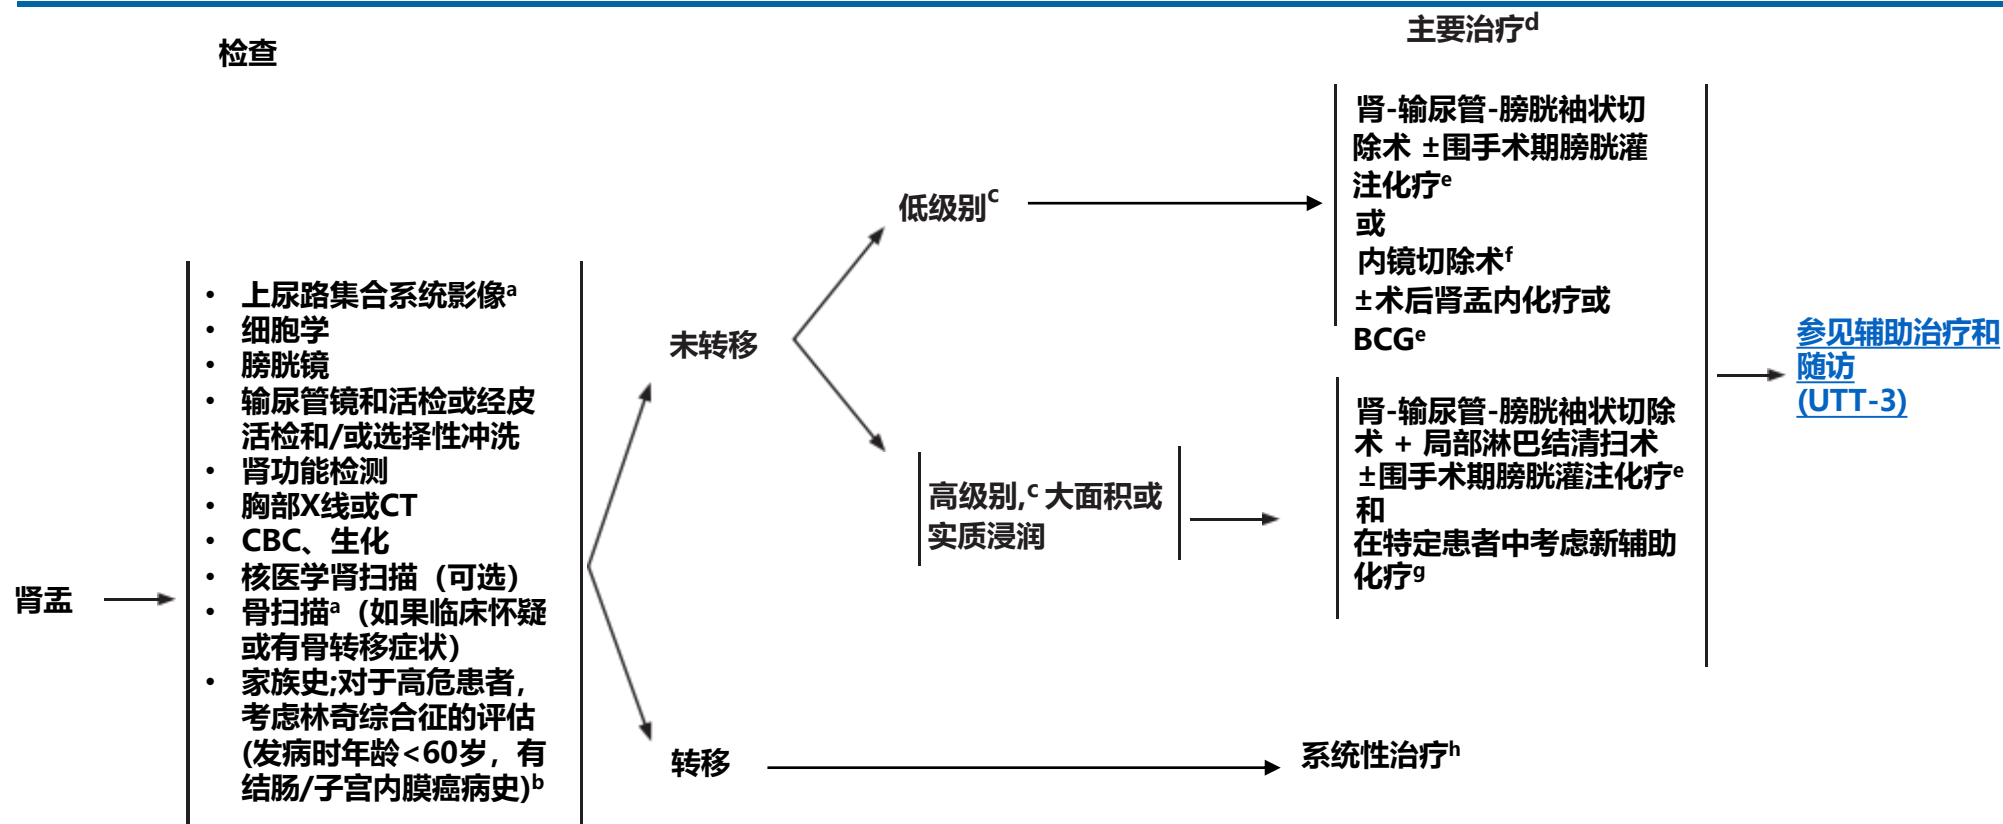 检查
主要治疗d
肾盂
• 上尿路集合系统影像a
• 细胞学
• 膀胱镜
• 输尿管镜和活检或经皮
活检和/或选择性冲洗
• 肾功能检测
• 胸部X线或CT
• CBC、生化
• 核医学肾扫描（可选）
• 骨扫描a（如果临床怀疑
或有骨转移症状）
• 家族史;对于高危患者，
考虑林奇综合征的评估
(发病时年龄<60岁，有
结肠/子宫内膜癌病史)b
未转移
转移
低级别c
高级别,c 大面积或
实质浸润
肾-输尿管-膀胱袖状切
除术 ±围手术期膀胱灌
注化疗e
或
内镜切除术f
±术后肾盂内化疗或
BCGe
肾-输尿管-膀胱袖状切除
术 + 局部淋巴结清扫术
±围手术期膀胱灌注化疗e
和
在特定患者中考虑新辅助
化疗g
系统性治疗h
参见辅助治疗和
随访
(UTT-3)